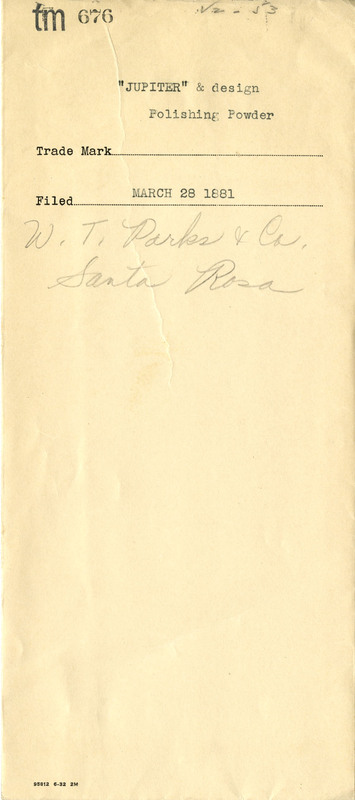 tm 676
"JUPITER" & design
Polishing Powder
Trade Mark
Filed MARCH 28 1881
W. T. Parks & Co.
Santa Rosa
95812 6-32 2M